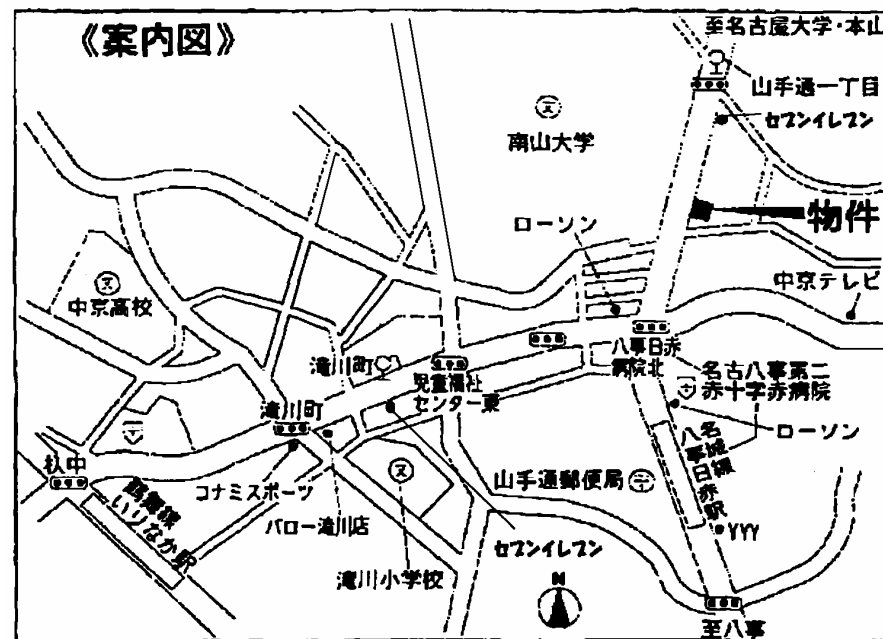 《案内図》
至名古屋大学・本山
山手通一丁目
セブンイレブン
南山大学
物件
ローソン
中京テレビ
中京高校
八事日赤
病院北
滝川町
児童福祉
センター東
名古八事第二
赤十字赤病院
滝川町
ローソン
名城線
八事日赤駅
山手通郵便局
杁中
コナミスポーツ
鶴舞線
いりなか駅
バロー滝川店
セブンイレブン
YYY
滝川小学校
N
至八事